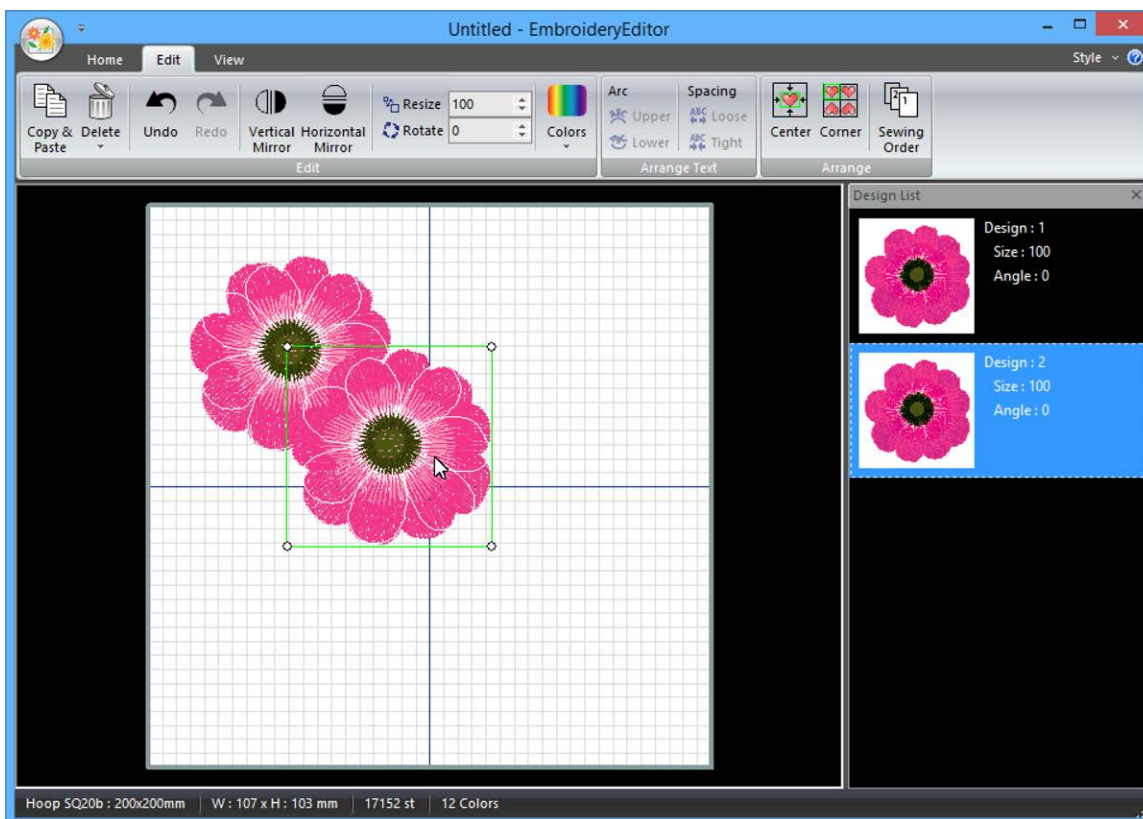 Untitled - EmbroideryEditor
Home Edit View Style
Copy & Paste
Delete
Undo
Redo
Vertical Mirror
Horizontal Mirror
Resize 100
Rotate 0
Colors
Edit
Arc
Upper
Lower
Spacing
ABC Loose
ABC Tight
Arrange Text
Center
Corner
Sewing Order
Arrange
Design List
Design : 1
Size : 100
Angle : 0
Design : 2
Size : 100
Angle : 0
Hoop SQ20b : 200x200mm W : 107 x H : 103 mm 17152 st 12 Colors